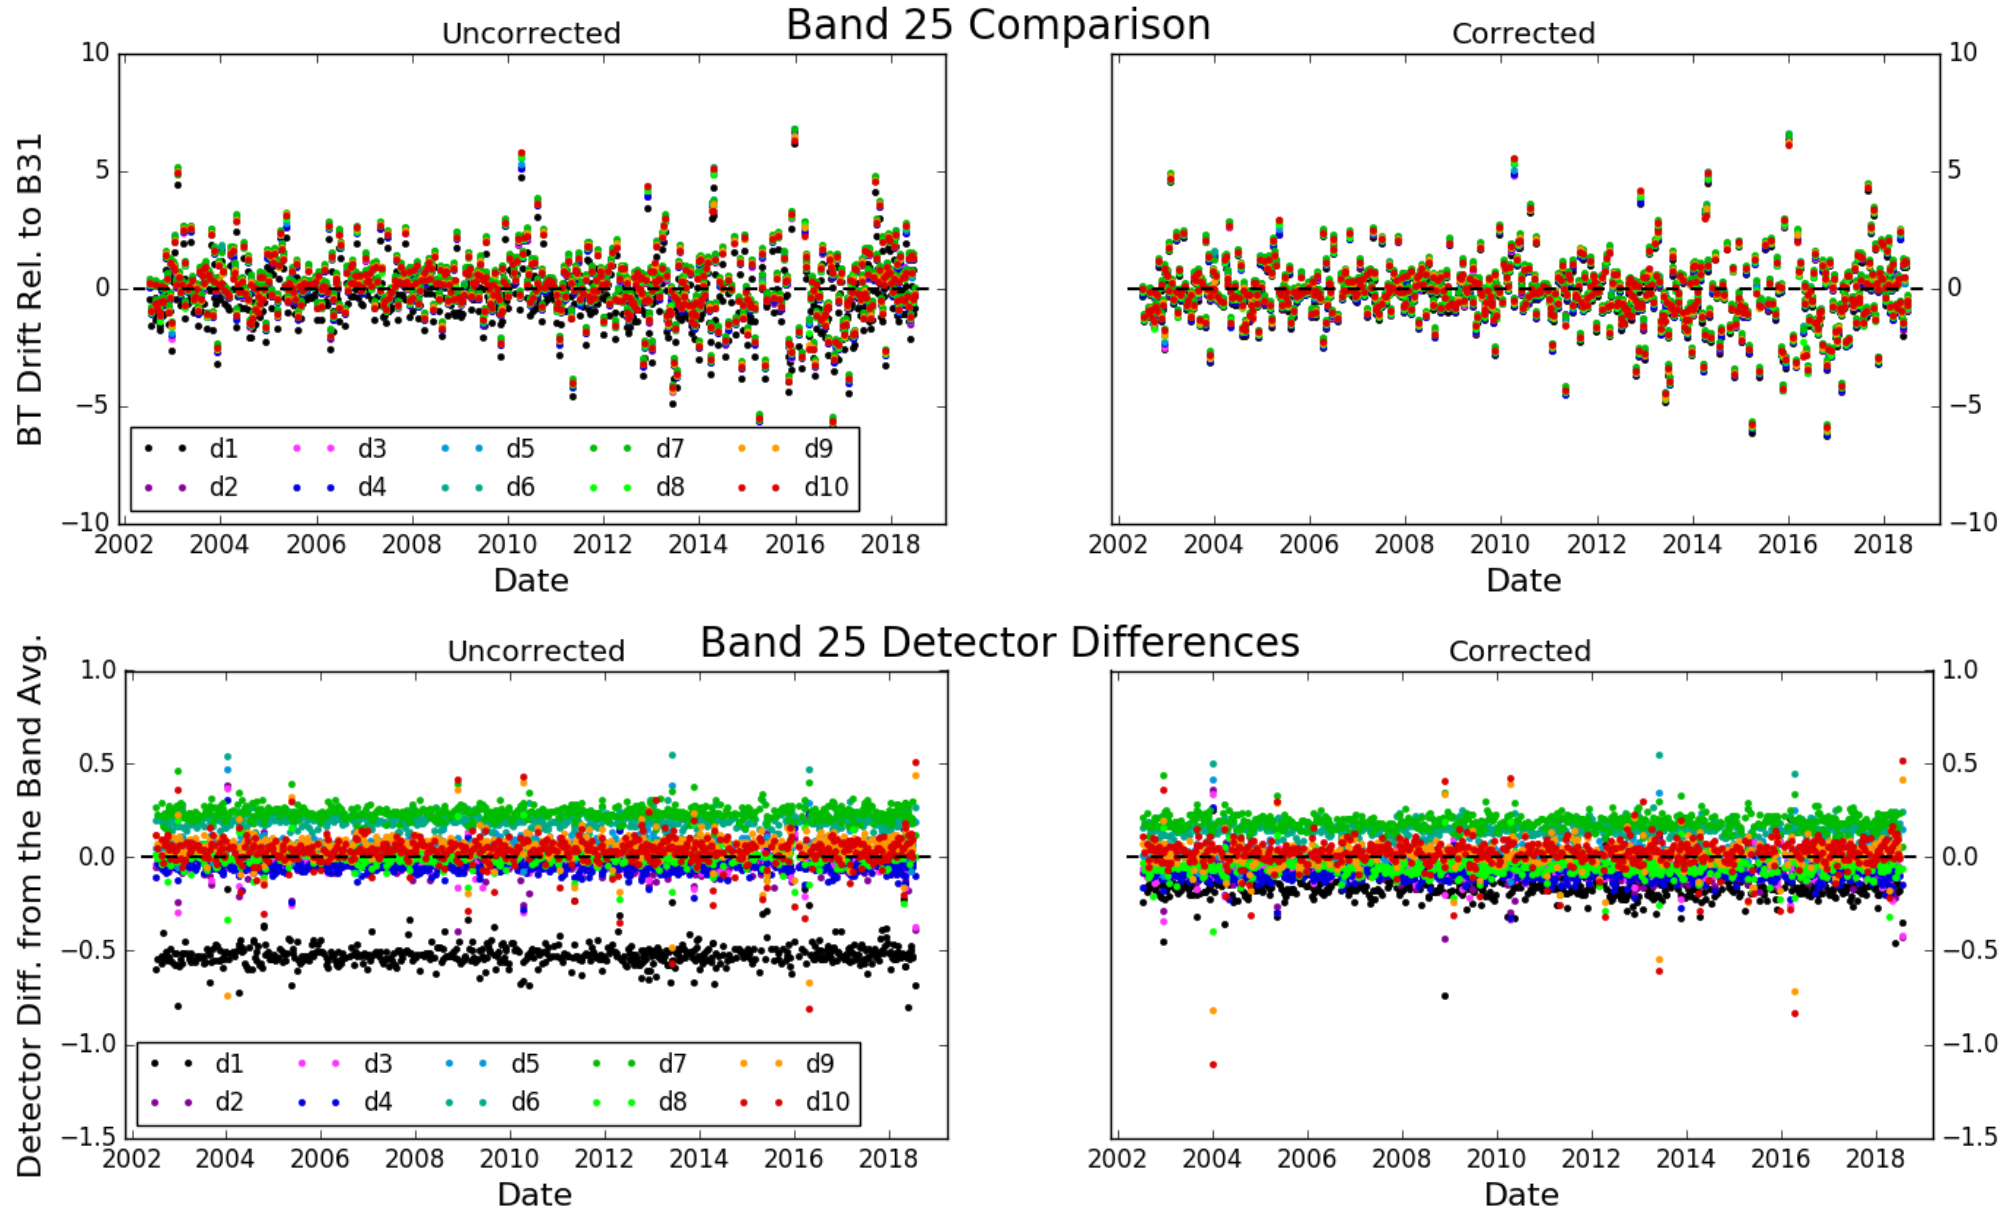 Band 25 Comparison
Uncorrected
Corrected
BT Drift Rel. to B31
10
5
0
−5
−10
d1 d3 d5 d7 d9
d2 d4 d6 d8 d10
2002 2004 2006 2008 2010 2012 2014 2016 2018
Date
10
5
0
−5
−10
2002 2004 2006 2008 2010 2012 2014 2016 2018
Date
Band 25 Detector Differences
Uncorrected
Corrected
Detector Diff. from the Band Avg.
1.0
0.5
0.0
−0.5
−1.0
−1.5
d1 d3 d5 d7 d9
d2 d4 d6 d8 d10
2002 2004 2006 2008 2010 2012 2014 2016 2018
Date
1.0
0.5
0.0
−0.5
−1.0
−1.5
2002 2004 2006 2008 2010 2012 2014 2016 2018
Date